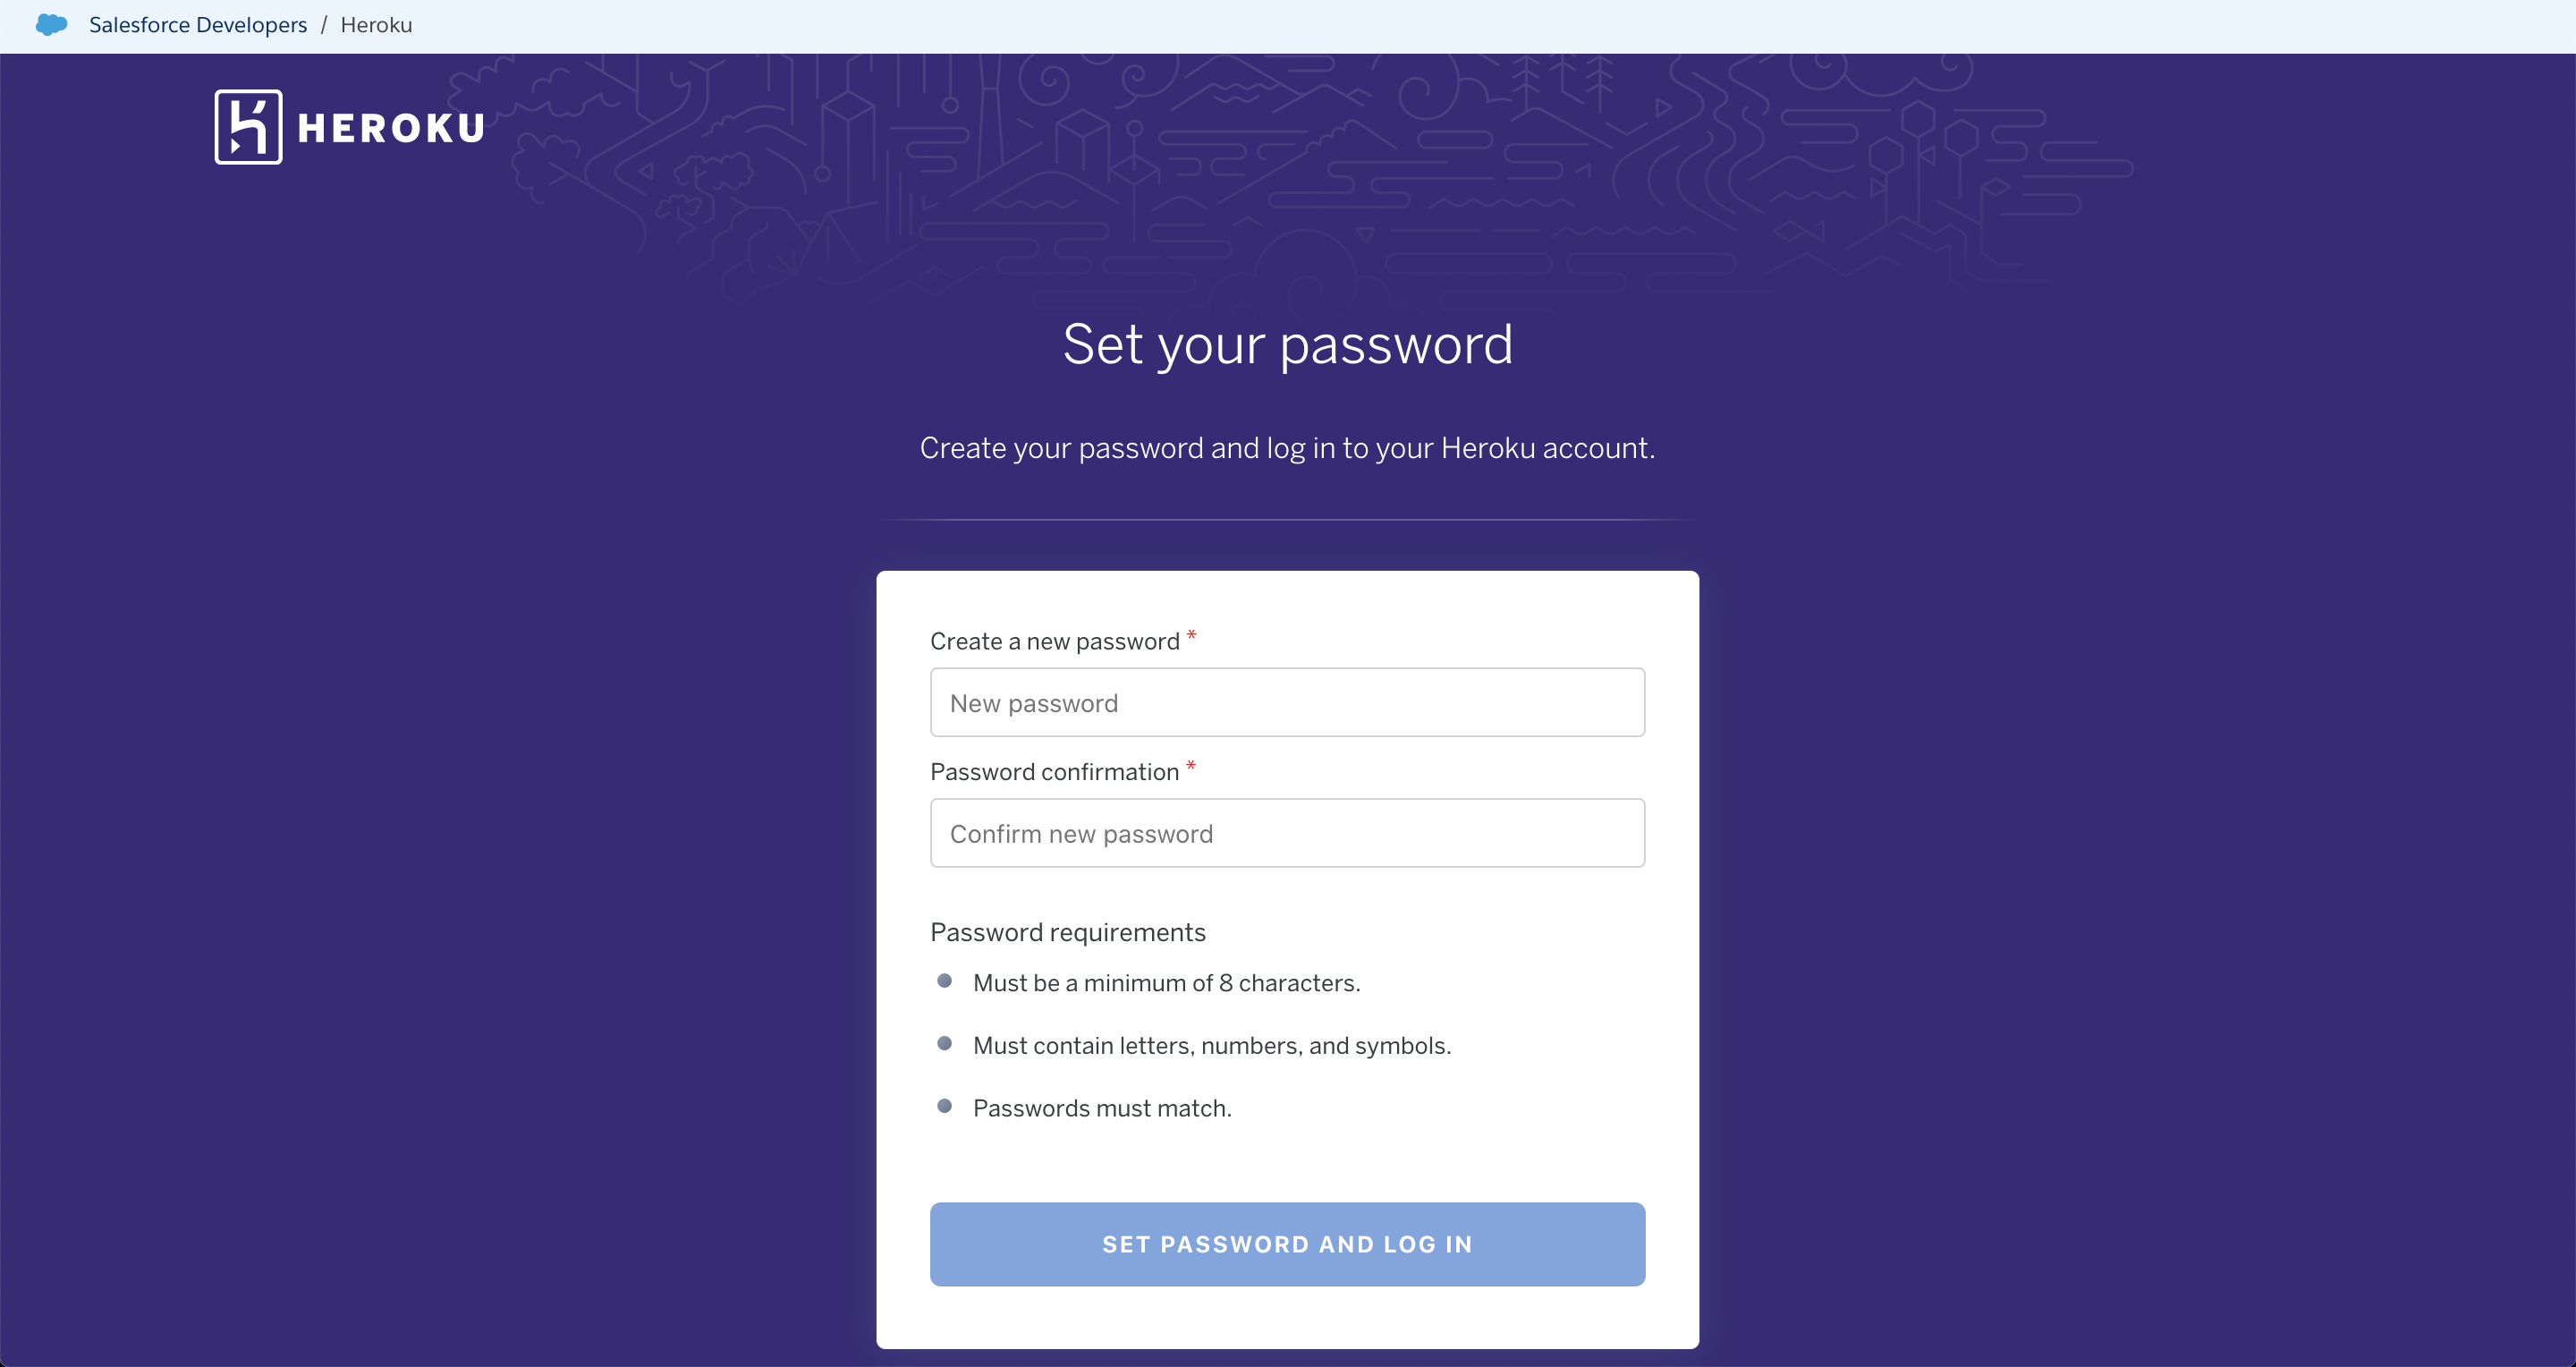 Salesforce Developers / Heroku
HEROKU
Set your password
Create your password and log in to your Heroku account.
Create a new password *
New password
Password confirmation *
Confirm new password
Password requirements
Must be a minimum of 8 characters.
Must contain letters, numbers, and symbols.
Passwords must match.
SET PASSWORD AND LOG IN